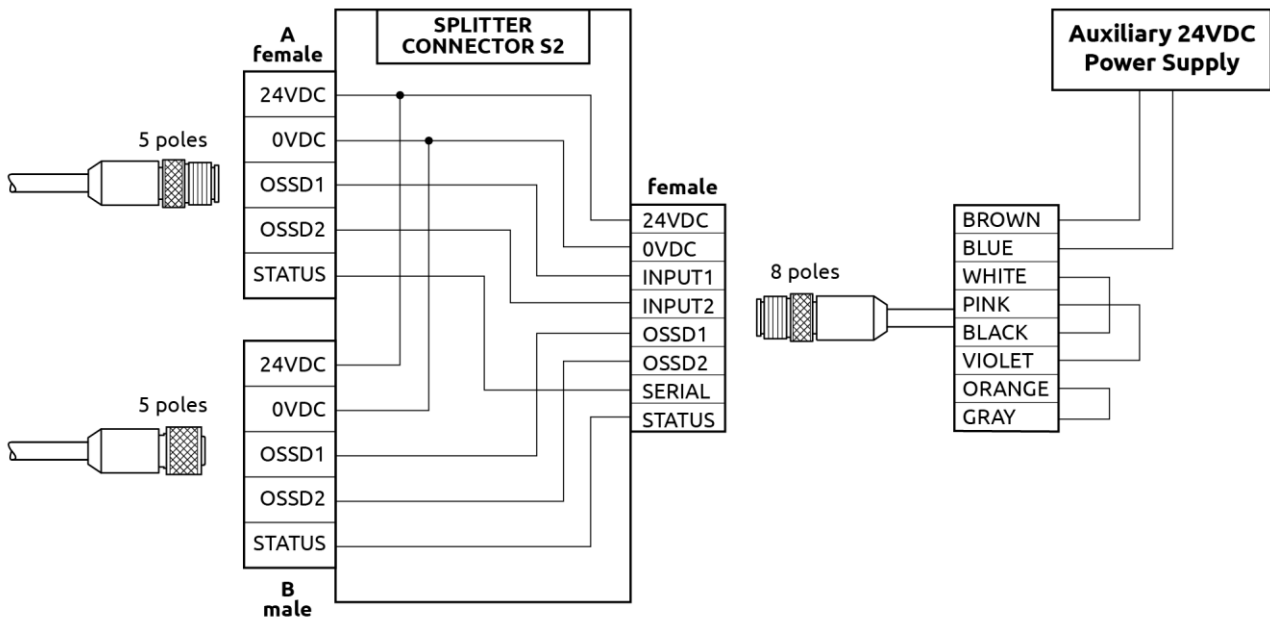 SPLITTER
CONNECTOR S2
Auxiliary 24VDC
Power Supply
A
female
24VDC
0VDC
OSSD1
OSSD2
STATUS
5 poles
24VDC
0VDC
OSSD1
OSSD2
STATUS
5 poles
B
male
female
24VDC
0VDC
INPUT1
INPUT2
OSSD1
OSSD2
SERIAL
STATUS
8 poles
BROWN
BLUE
WHITE
PINK
BLACK
VIOLET
ORANGE
GRAY